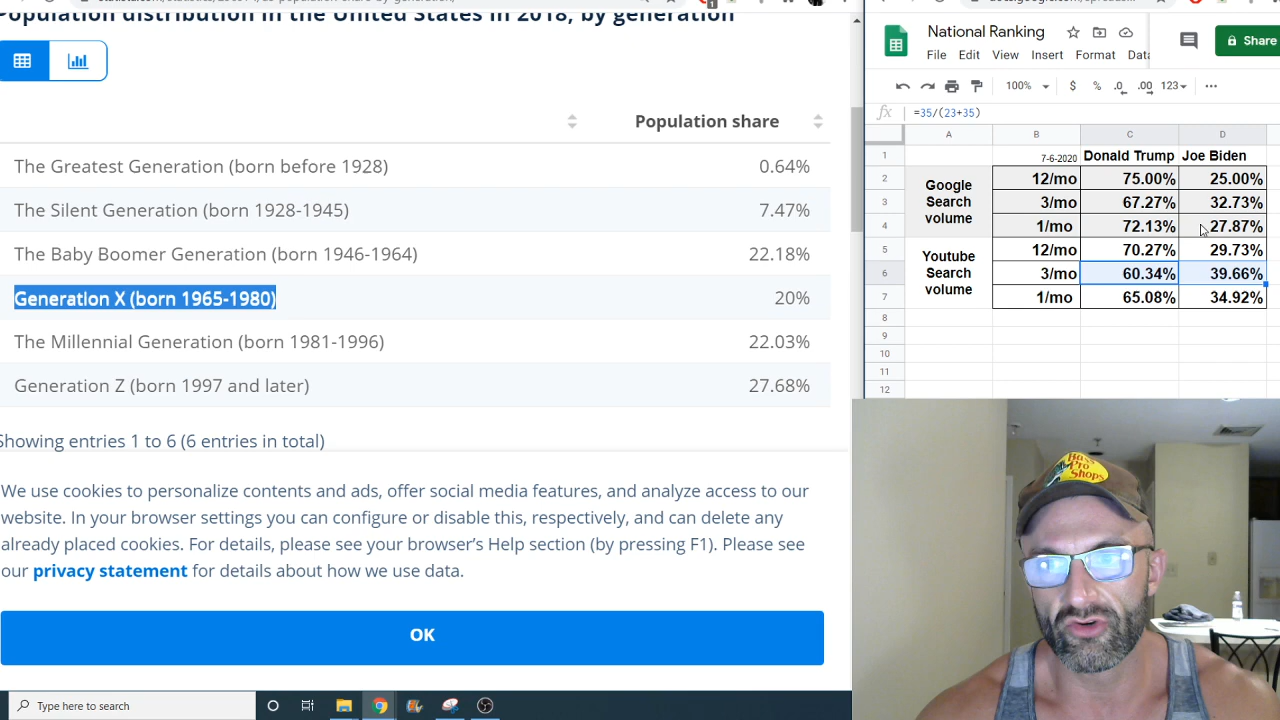 Population distribution in the United States in 2018, by generation
Population share
The Greatest Generation (born before 1928) 0.64%
The Silent Generation (born 1928-1945) 7.47%
The Baby Boomer Generation (born 1946-1964) 22.18%
Generation X (born 1965-1980) 20%
The Millennial Generation (born 1981-1996) 22.03%
Generation Z (born 1997 and later) 27.68%
Showing entries 1 to 6 (6 entries in total)
We use cookies to personalize contents and ads, offer social media features, and analyze access to our
website. In your browser settings you can configure or disable this, respectively, and can delete any
already placed cookies. For details, please see your browser's Help section (by pressing F1). Please see
our privacy statement for details about how we use data.
OK
Type here to search
National Ranking
Share
File Edit View Insert Format Data
100% $ % .0 .00 123
fx =35/(23+35)
A B C D
1 7-6-2020 Donald Trump Joe Biden
2 12/mo 75.00% 25.00%
Google
Search
volume
3 3/mo 67.27% 32.73%
4 1/mo 72.13% 27.87%
5 12/mo 70.27% 29.73%
Youtube
Search
volume
6 3/mo 60.34% 39.66%
7 1/mo 65.08% 34.92%
8
9
10
11
12
Bass
Pro
Shops